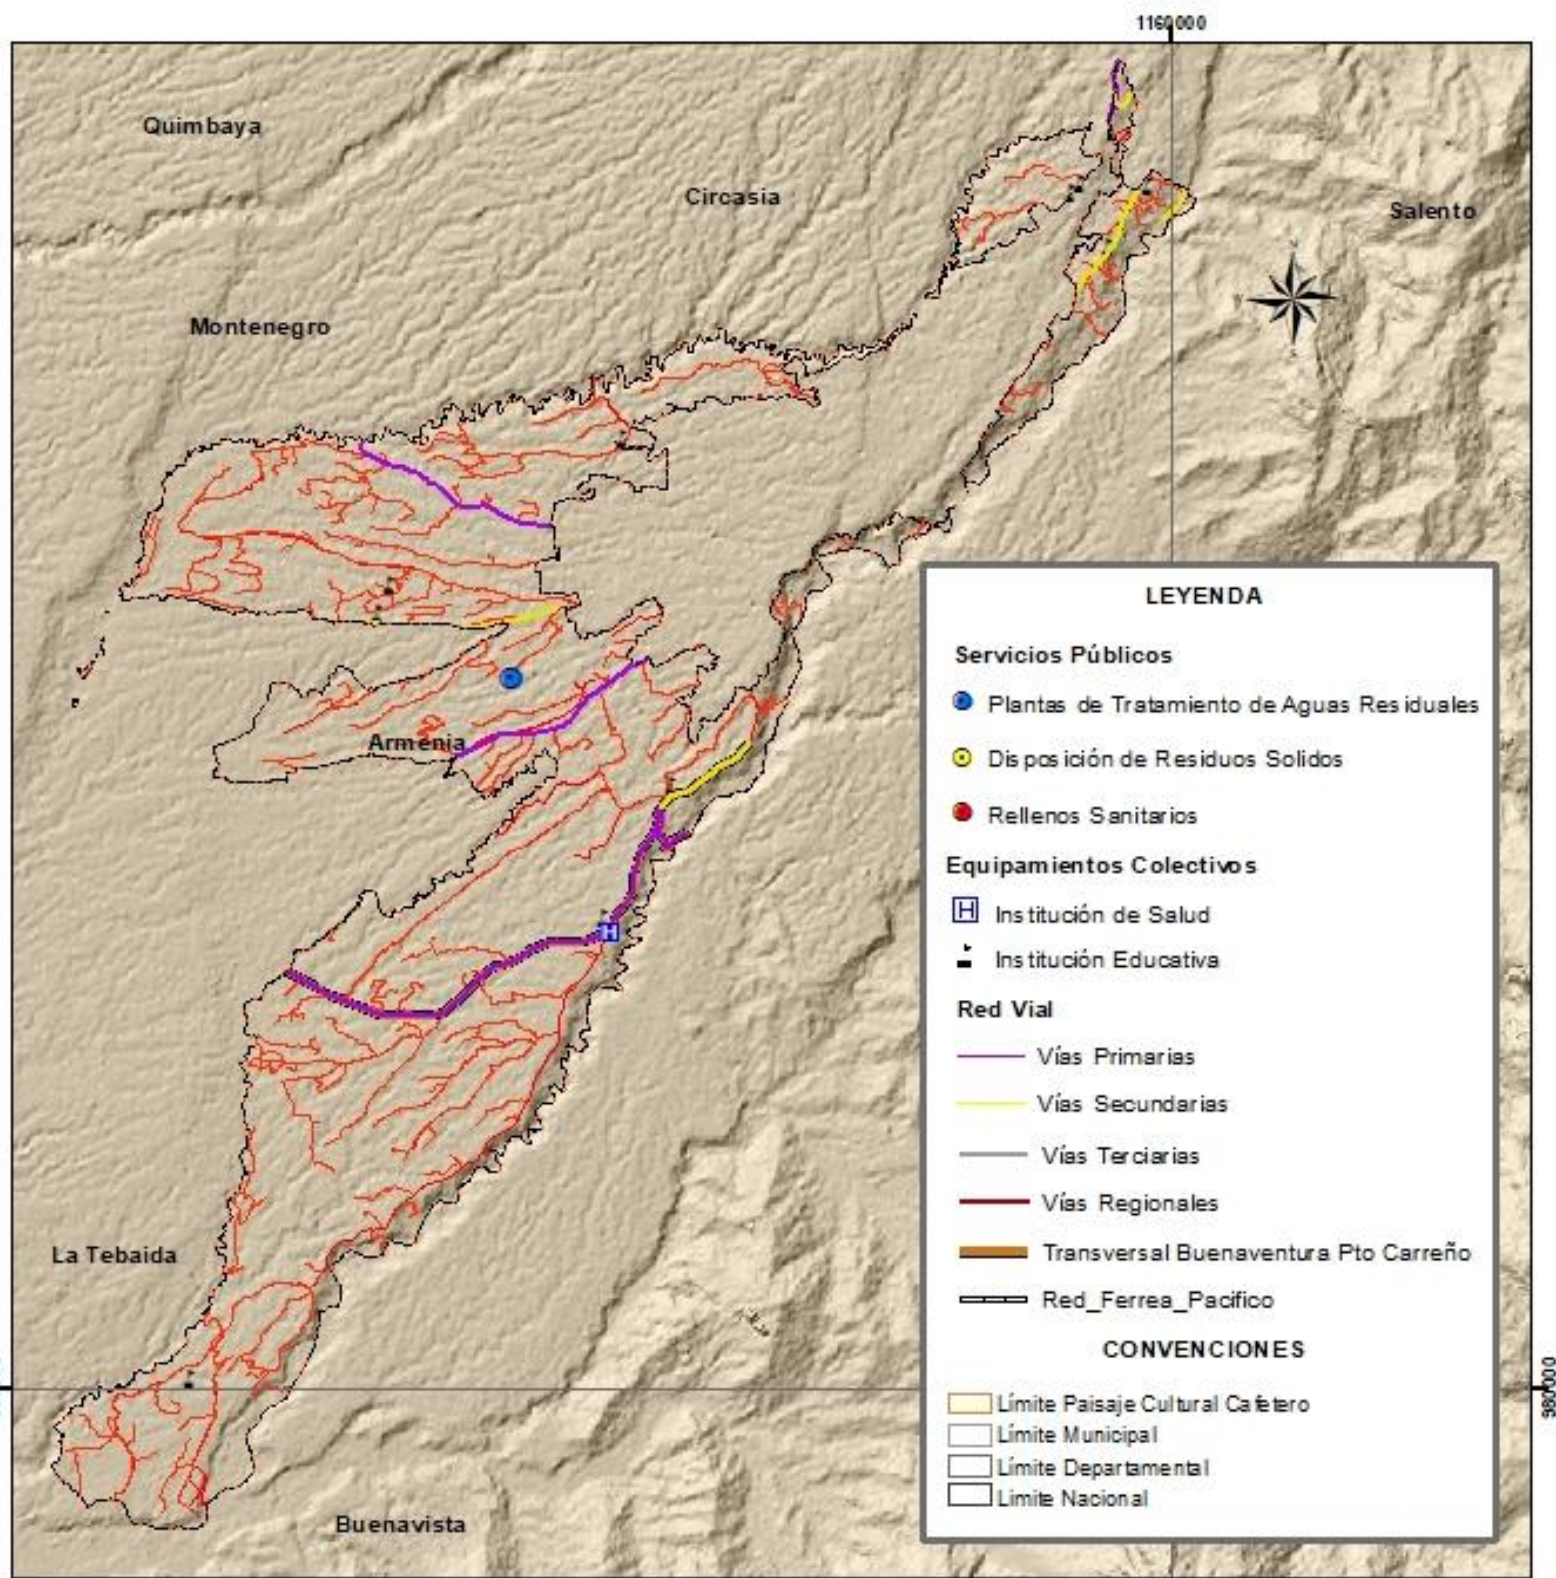 1160000
Quimbaya
Circasia
Salento
Montenegro
Armenia
La Tebaida
Buenavista
980000
LEYENDA
Servicios Públicos
Plantas de Tratamiento de Aguas Residuales
Disposición de Residuos Solidos
Rellenos Sanitarios
Equipamientos Colectivos
H Institución de Salud
Institución Educativa
Red Vial
Vías Primarias
Vías Secundarias
Vías Terciarias
Vías Regionales
Transversal Buenaventura Pto Carreño
Red_Ferrea_Pacifico
CONVENCIONES
Límite Paisaje Cultural Cafetero
Límite Municipal
Límite Departamental
Limite Nacional
H